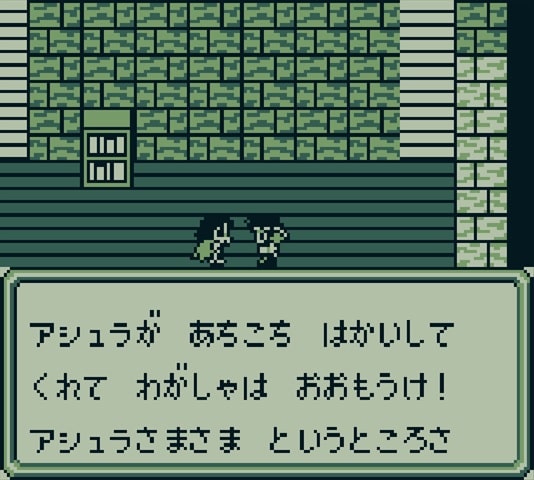 アシュラが あちこち はかいして
くれて わがしゃは おおもうけ!
アシュラさまさま というところさ